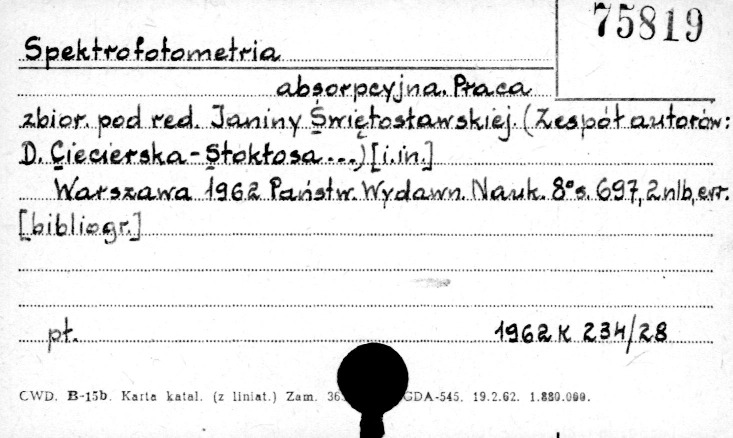 75819
Spektrofotometria
absorpcyjna. Praca
zbior. pod red. Janiny Świętosławskiej. (Zespół autorów:
D. Ciecierska-Stokłosa...) [i.in.]
Warszawa 1962 Państw. Wydawn. Nauk. 8° s. 697, 2 nlb, err.
[bibliogr.]
pł. 1962 K 234/28
CWD. B-15b. Karta katal. (z liniat.) Zam. GDA-545. 19.2.62. 1.880.000.